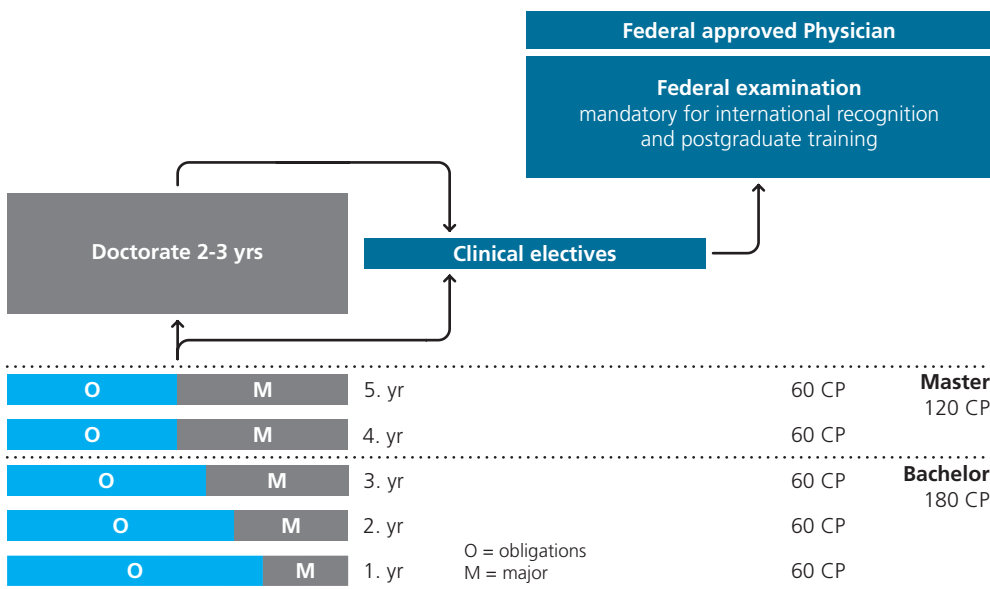 Federal approved Physician
Federal examination
mandatory for international recognition
and postgraduate training
Doctorate 2-3 yrs
Clinical electives
O M 5. yr 60 CP Master
120 CP
O M 4. yr 60 CP
O M 3. yr 60 CP Bachelor
180 CP
O M 2. yr 60 CP
O = obligations
O M 1. yr M = major 60 CP